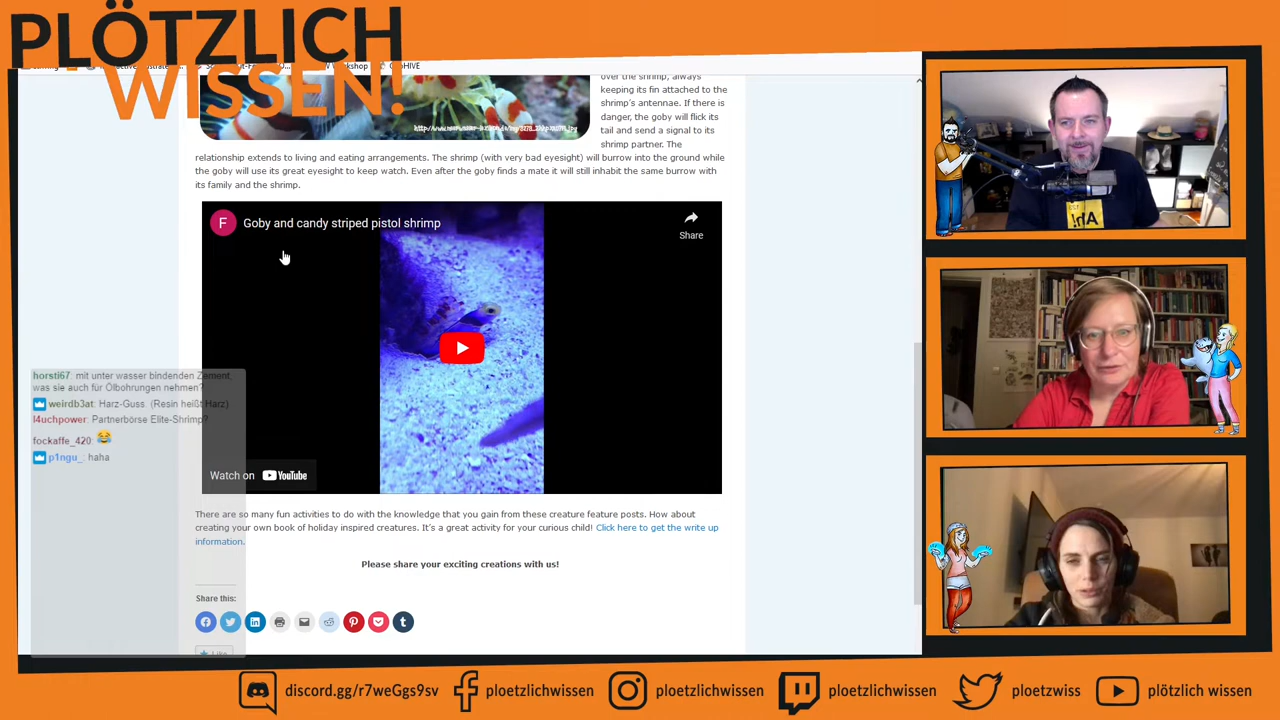 PLÖTZLICH
WISSEN!
over the shrimp, always
keeping its fin attached to the
shrimp's antennae. If there is
danger, the goby will flick its
tail and send a signal to its
shrimp partner. The
relationship extends to living and eating arrangements. The shrimp (with very bad eyesight) will burrow into the ground while
the goby will use its great eyesight to keep watch. Even after the goby finds a mate it will still inhabit the same burrow with
its family and the shrimp.
F
Goby and candy striped pistol shrimp
Share
Watch on YouTube
horsti67: mit unter wasser bindenden Zement,
was sie auch für Ölbohrungen nehmen?
weirdb3at: Harz-Guss. (Resin heißt Harz)
l4uchpower: Partnerbörse Elite-Shrimp?
fockaffe_420:
p1ngu_: haha
There are so many fun activities to do with the knowledge that you gain from these creature feature posts. How about
creating your own book of holiday inspired creatures. It's a great activity for your curious child! Click here to get the write up
information.
Please share your exciting creations with us!
Share this:
Like
discord.gg/r7weGgs9sv
ploetzlichwissen
ploetzlichwissen
ploetzlichwissen
ploetzwiss
plötzlich wissen